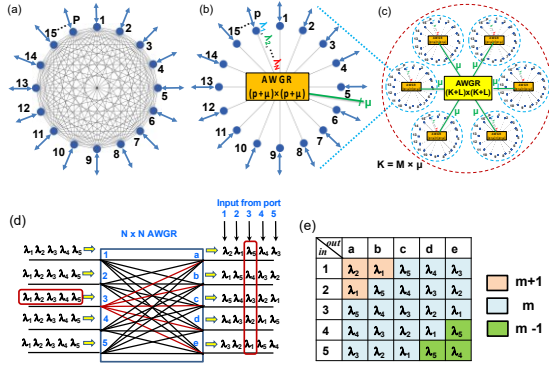 (a)
P
1
2
3
4
5
6
7
8
9
10
11
12
13
14
15
(b)
p
1
2
3
4
5
6
7
8
9
10
11
12
13
14
15
AWGR
(p+μ)×(p+μ)
μ
(c)
AWGR
(K+L)x(K+L)
μ
μ
μ
μ
μ
μ
K = M × μ
(d)
N x N AWGR
Input from port
1 2 3 4 5
λ1 λ2 λ3 λ4 λ5 1 a λ2 λ1 λ5 λ4 λ3
λ1 λ2 λ3 λ4 λ5 2 b λ1 λ5 λ4 λ3 λ2
λ1 λ2 λ3 λ4 λ5 3 c λ5 λ4 λ3 λ2 λ1
λ1 λ2 λ3 λ4 λ5 4 d λ4 λ3 λ2 λ1 λ5
λ1 λ2 λ3 λ4 λ5 5 e λ3 λ2 λ1 λ5 λ4
(e)
in out a b c d e
1 λ2 λ1 λ5 λ4 λ3
2 λ1 λ5 λ4 λ3 λ2
3 λ5 λ4 λ3 λ2 λ1
4 λ4 λ3 λ2 λ1 λ5
5 λ3 λ2 λ1 λ5 λ4
m+1
m
m -1